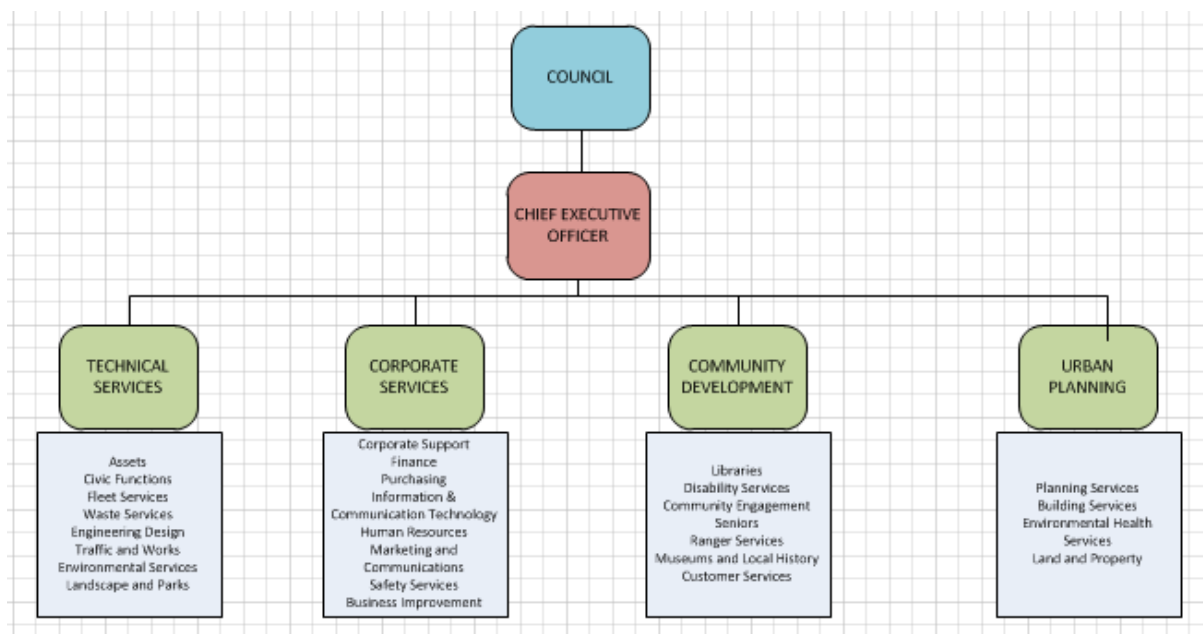 COUNCIL
CHIEF EXECUTIVE
OFFICER
TECHNICAL
SERVICES
Assets
Civic Functions
Fleet Services
Waste Services
Engineering Design
Traffic and Works
Environmental Services
Landscape and Parks
CORPORATE
SERVICES
Corporate Support
Finance
Purchasing
Information &
Communication Technology
Human Resources
Marketing and
Communications
Safety Services
Business Improvement
COMMUNITY
DEVELOPMENT
Libraries
Disability Services
Community Engagement
Seniors
Ranger Services
Museums and Local History
Customer Services
URBAN
PLANNING
Planning Services
Building Services
Environmental Health
Services
Land and Property